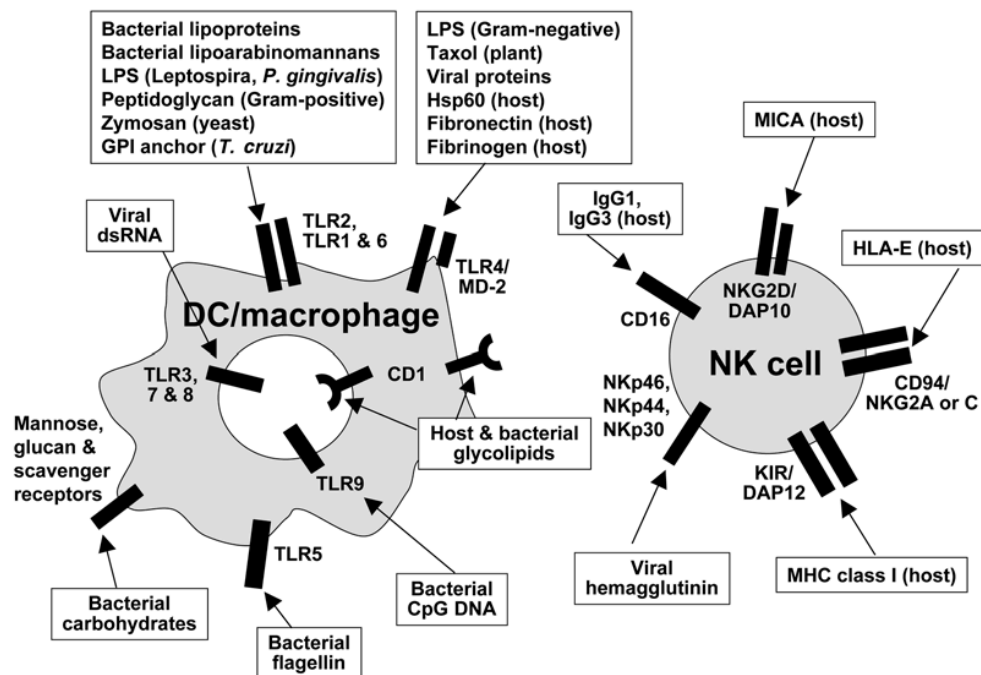 Bacterial lipoproteins
Bacterial lipoarabinomannans
LPS (Leptospira, P. gingivalis)
Peptidoglycan (Gram-positive)
Zymosan (yeast)
GPI anchor (T. cruzi)
LPS (Gram-negative)
Taxol (plant)
Viral proteins
Hsp60 (host)
Fibronectin (host)
Fibrinogen (host)
MICA (host)
IgG1,
IgG3 (host)
HLA-E (host)
Viral
dsRNA
TLR2,
TLR1 & 6
TLR4/
MD-2
DC/macrophage
TLR3,
7 & 8
CD1
Mannose,
glucan &
scavenger
receptors
TLR9
Host & bacterial
glycolipids
TLR5
Bacterial
carbohydrates
Bacterial
flagellin
Bacterial
CpG DNA
CD16
NKG2D/
DAP10
NK cell
NKp46,
NKp44,
NKp30
CD94/
NKG2A or C
KIR/
DAP12
Viral
hemagglutinin
MHC class I (host)